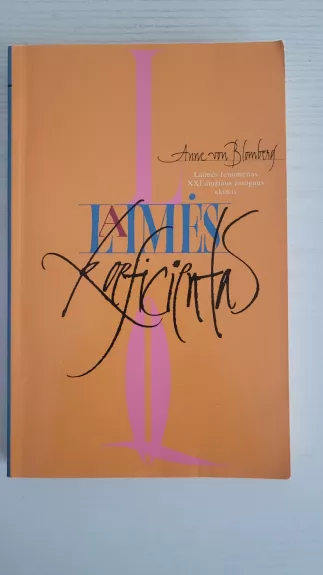 Anne von Blomberg
Laimės fenomenas
XXI amžiaus žmogaus
akimis
LAIMĖS
koeficientas